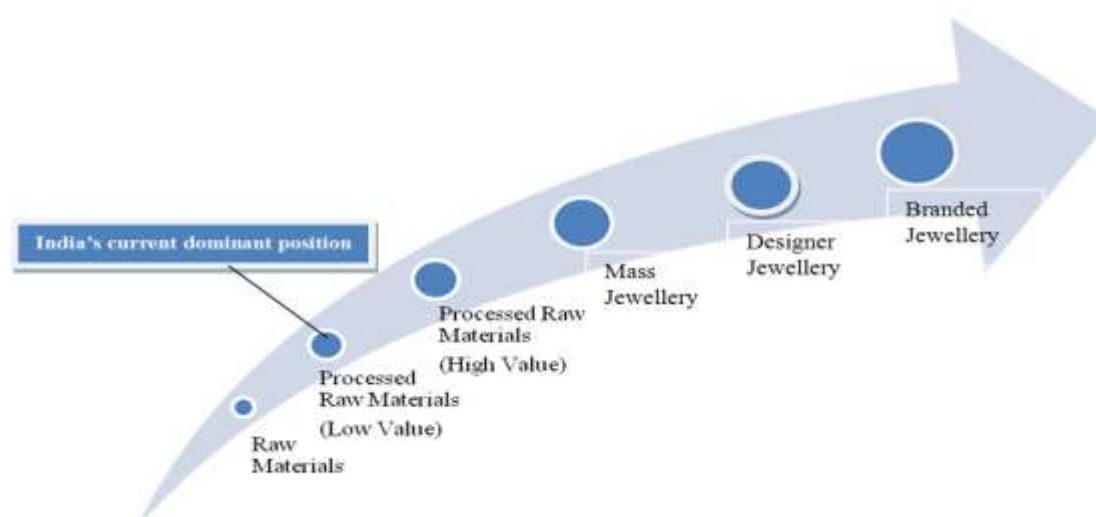 India's current dominant position
Raw
Materials
Processed
Raw Materials
(Low Value)
Processed Raw
Materials
(High Value)
Mass
Jewellery
Designer
Jewellery
Branded
Jewellery